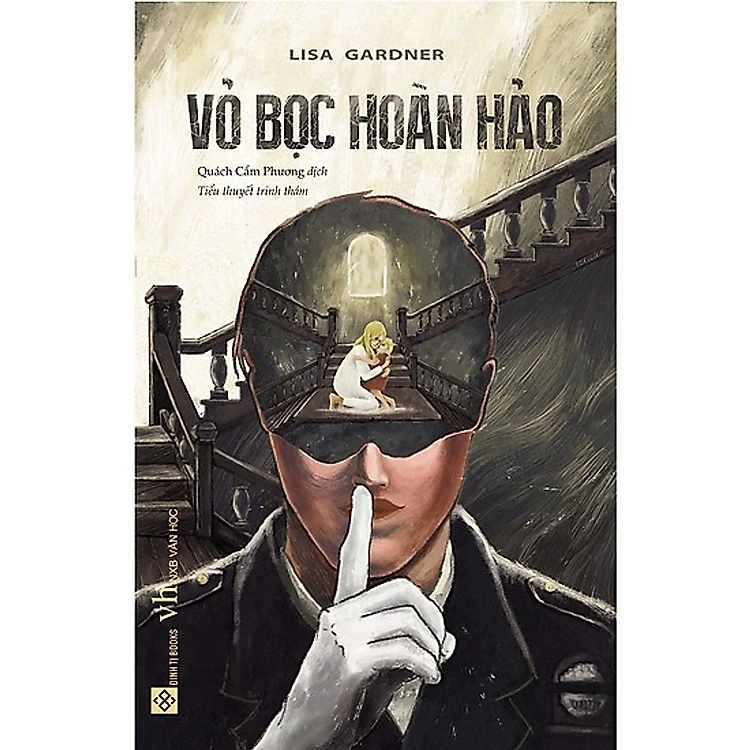 LISA GARDNER
VỎ BỌC HOÀN HẢO
Quách Cẩm Phương dịch
Tiểu thuyết trinh thám
vh NXB VĂN HỌC
ĐINH TỊ BOOKS